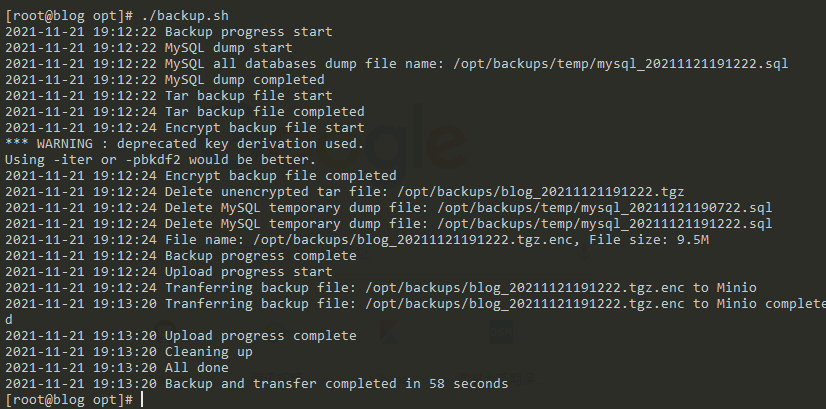 [root@blog opt]# ./backup.sh
2021-11-21 19:12:22 Backup progress start
2021-11-21 19:12:22 MySQL dump start
2021-11-21 19:12:22 MySQL all databases dump file name: /opt/backups/temp/mysql_20211121191222.sql
2021-11-21 19:12:22 MySQL dump completed
2021-11-21 19:12:22 Tar backup file start
2021-11-21 19:12:24 Tar backup file completed
2021-11-21 19:12:24 Encrypt backup file start
*** WARNING : deprecated key derivation used.
Using -iter or -pbkdf2 would be better.
2021-11-21 19:12:24 Encrypt backup file completed
2021-11-21 19:12:24 Delete unencrypted tar file: /opt/backups/blog_20211121191222.tgz
2021-11-21 19:12:24 Delete MySQL temporary dump file: /opt/backups/temp/mysql_20211121190722.sql
2021-11-21 19:12:24 Delete MySQL temporary dump file: /opt/backups/temp/mysql_20211121191222.sql
2021-11-21 19:12:24 File name: /opt/backups/blog_20211121191222.tgz.enc, File size: 9.5M
2021-11-21 19:12:24 Backup progress complete
2021-11-21 19:12:24 Upload progress start
2021-11-21 19:12:24 Tranferring backup file: /opt/backups/blog_20211121191222.tgz.enc to Minio
2021-11-21 19:13:20 Tranferring backup file: /opt/backups/blog_20211121191222.tgz.enc to Minio complete
d
2021-11-21 19:13:20 Upload progress complete
2021-11-21 19:13:20 Cleaning up
2021-11-21 19:13:20 All done
2021-11-21 19:13:20 Backup and transfer completed in 58 seconds
[root@blog opt]#